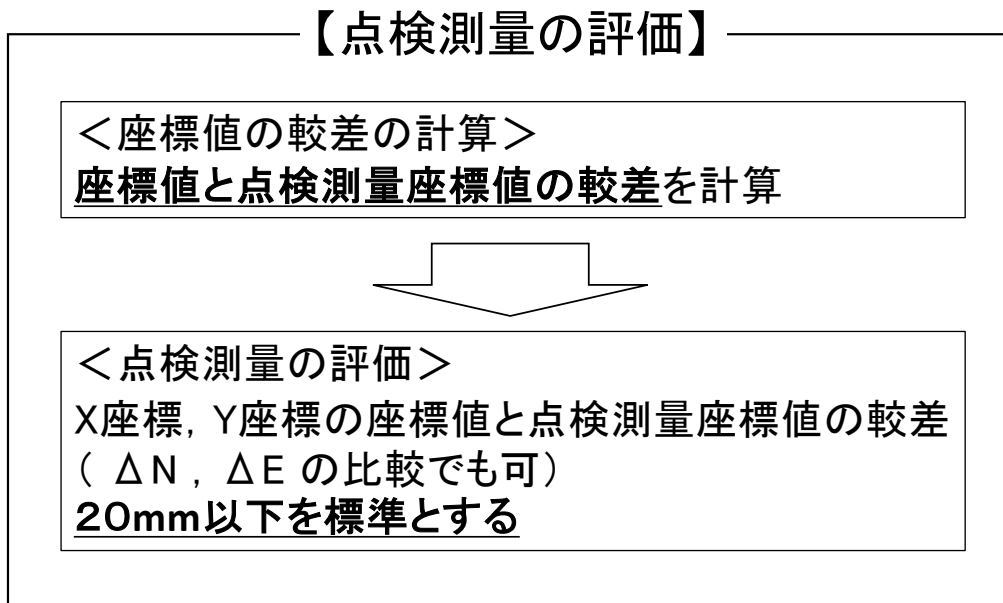 【点検測量の評価】
＜座標値の較差の計算＞
座標値と点検測量座標値の較差を計算
＜点検測量の評価＞
X座標, Y座標の座標値と点検測量座標値の較差
( ΔN , ΔE の比較でも可)
20mm以下を標準とする